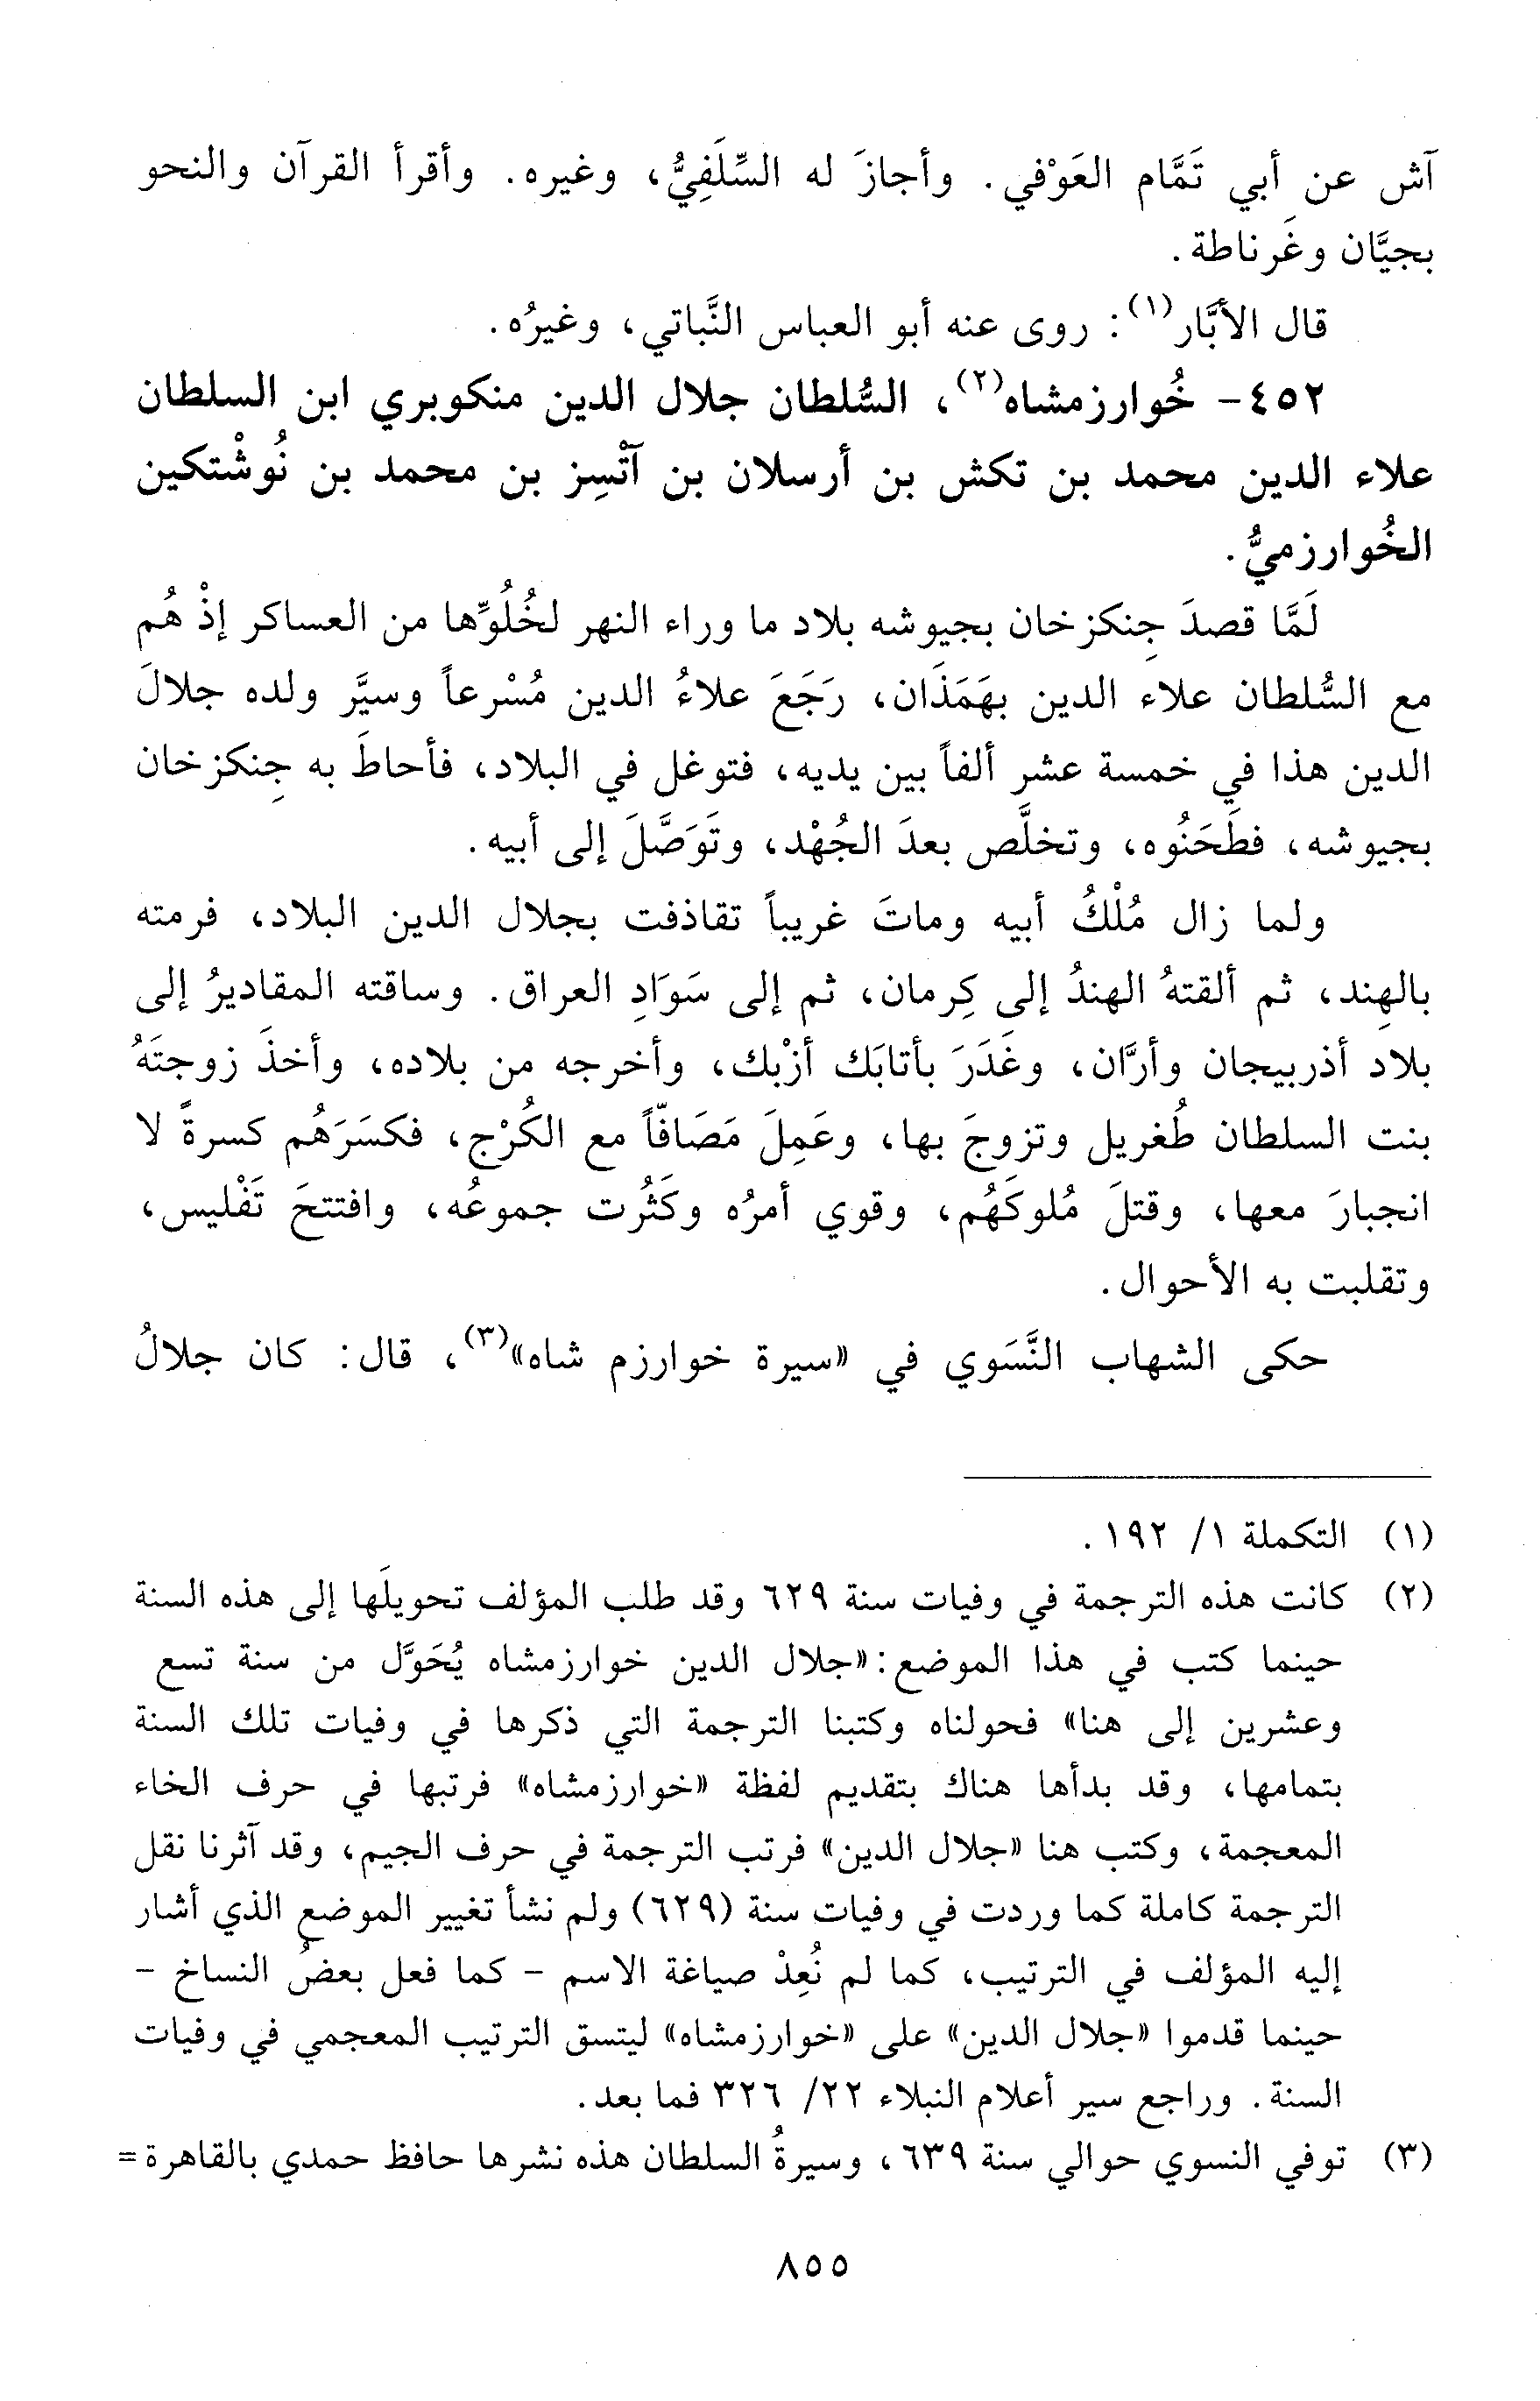 آش عن أبي تَمَّام العَوْفي. وأجازَ له السِّلَفِيُّ، وغيره. وأقرأ القرآن والنحو
بجيَّان وغَرناطة.
قال الأبَّار(١): روى عنه أبو العباس النَّباتي، وغيرُه.
٤٥٢- خُوارزمشاه(٢)، السُّلطان جلال الدين منكوبري ابن السلطان
علاء الدين محمد بن تكش بن أرسلان بن آتْسِز بن محمد بن نُوشْتكين
الخُوارزميُّ.
لَمَّا قصدَ جِنكزخان بجيوشه بلاد ما وراء النهر لخُلُوِّها من العساكر إذْ هُم
مع السُّلطان علاء الدين بهَمَذَان، رَجَعَ علاءُ الدين مُسْرعاً وسيَّر ولده جلالَ
الدين هذا في خمسة عشر ألفاً بين يديه، فتوغل في البلاد، فأحاطَ به جِنكزخان
بجيوشه، فطَحَنُوه، وتخلَّص بعدَ الجُهْد، وتَوَصَّلَ إلى أبيه.
ولما زال مُلْكُ أبيه وماتَ غريباً تقاذفت بجلال الدين البلاد، فرمته
بالهِند، ثم ألقتهُ الهندُ إلى كِرمان، ثم إلى سَوَادِ العراق. وساقته المقاديرُ إلى
بلاد أذربيجان وأرَّان، وغَدَرَ بأتابَك أزْبك، وأخرجه من بلاده، وأخذَ زوجتَهُ
بنت السلطان طُغريل وتزوجَ بها، وعَمِلَ مَصَافّاً مع الكُرْج، فكسَرَهُم كسرةً لا
انجبارَ معها، وقتلَ مُلوكَهُم، وقوي أمرُه وكَثُرت جموعُه، وافتتحَ تَفْليس،
وتقلبت به الأحوال.
حكى الشهاب النَّسَوي في «سيرة خوارزم شاه»(٣)، قال: كان جلالُ
(١) التكملة ١/ ١٩٢.
(٢) كانت هذه الترجمة في وفيات سنة ٦٢٩ وقد طلب المؤلف تحويلَها إلى هذه السنة
حينما كتب في هذا الموضع: «جلال الدين خوارزمشاه يُحَوَّل من سنة تسع
وعشرين إلى هنا» فحولناه وكتبنا الترجمة التي ذكرها في وفيات تلك السنة
بتمامها، وقد بدأها هناك بتقديم لفظة «خوارزمشاه» فرتبها في حرف الخاء
المعجمة، وكتب هنا «جلال الدين» فرتب الترجمة في حرف الجيم، وقد آثرنا نقل
الترجمة كاملة كما وردت في وفيات سنة (٦٢٩) ولم نشأ تغيير الموضع الذي أشار
إليه المؤلف في الترتيب، كما لم نُعِدْ صياغة الاسم - كما فعل بعضُ النساخ -
حينما قدموا «جلال الدين» على «خوارزمشاه» ليتسق الترتيب المعجمي في وفيات
السنة. وراجع سير أعلام النبلاء ٢٢/ ٣٢٦ فما بعد.
(٣) توفي النسوي حوالي سنة ٦٣٩، وسيرةُ السلطان هذه نشرها حافظ حمدي بالقاهرة =
٨٥٥